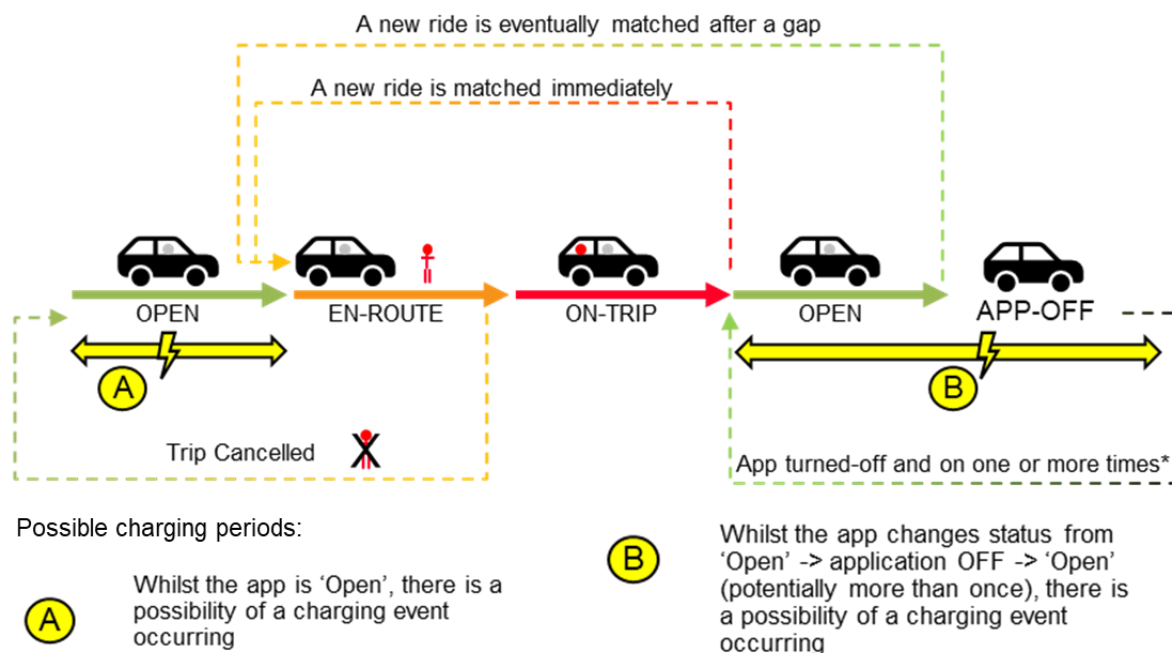 A new ride is eventually matched after a gap
A new ride is matched immediately
OPEN
EN-ROUTE
ON-TRIP
OPEN
APP-OFF
A
B
Trip Cancelled
App turned-off and on one or more times*
Possible charging periods:
A
Whilst the app is ‘Open’, there is a
possibility of a charging event
occurring
B
Whilst the app changes status from
‘Open’ -> application OFF -> ‘Open’
(potentially more than once), there is
a possibility of a charging event
occurring